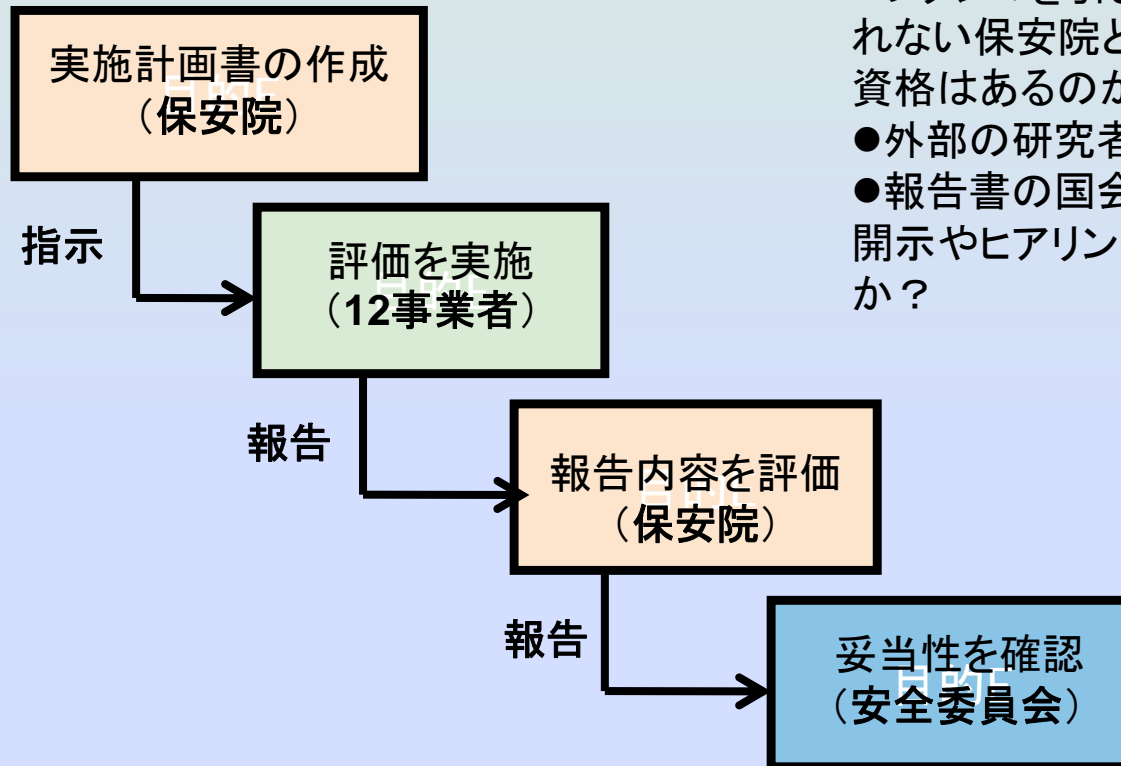 実施計画書の作成
（保安院）
指示
評価を実施
（12事業者）
報告
報告内容を評価
（保安院）
報告
妥当性を確認
（安全委員会）
れない保安院と
資格はあるのか
●外部の研究者
●報告書の国会
開示やヒアリン
か？